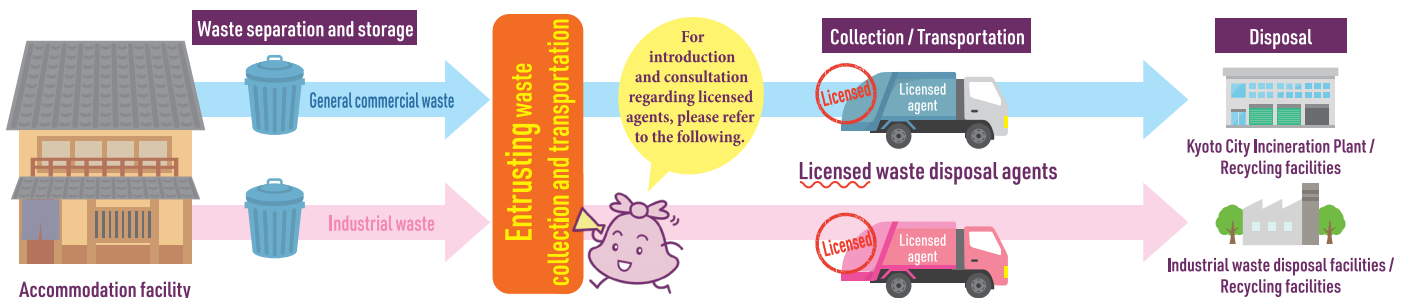 Waste separation and storage
General commercial waste
Industrial waste
Accommodation facility
Entrusting waste
collection and transportation
For
introduction
and consultation
regarding licensed
agents, please refer
to the following.
Collection / Transportation
Licensed
Licensed
agent
Licensed waste disposal agents
Licensed
Licensed
agent
Disposal
Kyoto City Incineration Plant /
Recycling facilities
Industrial waste disposal facilities /
Recycling facilities